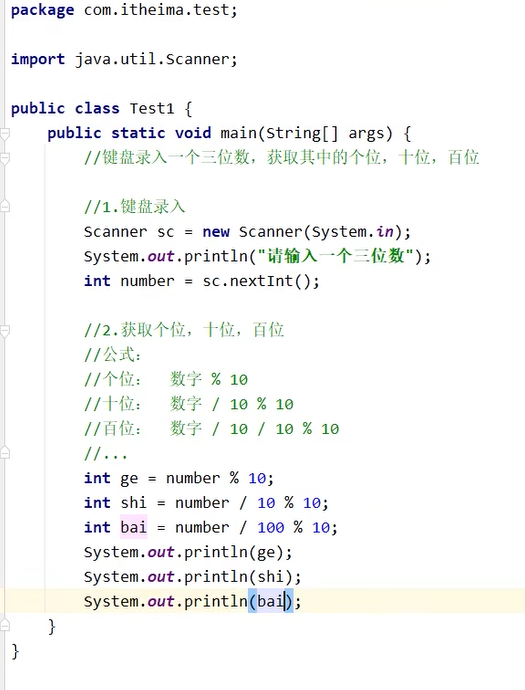 package com.itheima.test;
import java.util.Scanner;
public class Test1 {
public static void main(String[] args) {
//键盘录入一个三位数，获取其中的个位，十位，百位
//1.键盘录入
Scanner sc = new Scanner(System.in);
System.out.println("请输入一个三位数");
int number = sc.nextInt();
//2.获取个位，十位，百位
//公式：
//个位： 数字 % 10
//十位： 数字 / 10 % 10
//百位： 数字 / 10 / 10 % 10
//...
int ge = number % 10;
int shi = number / 10 % 10;
int bai = number / 100 % 10;
System.out.println(ge);
System.out.println(shi);
System.out.println(bai);
}
}